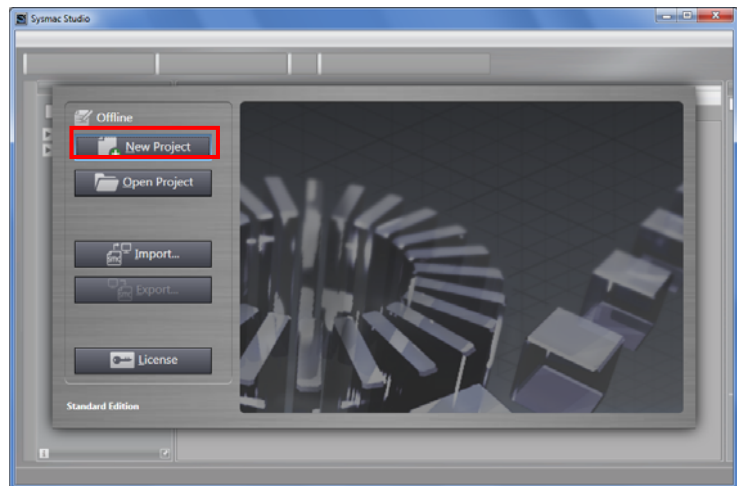 Sysmac Studio
Offline
New Project
Open Project
Import...
Export...
License
Standard Edition